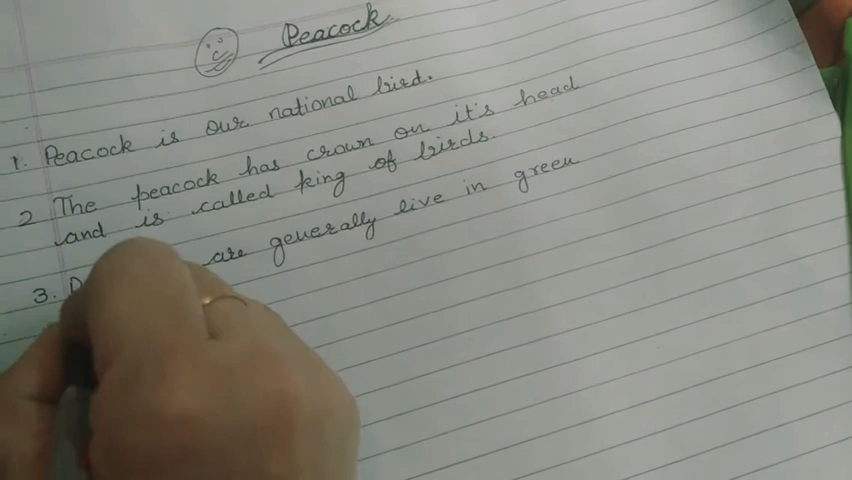 Peacock
1. Peacock is our national bird.
2 The peacock has crown on it's head
and is called king of birds.
3. are generally live in green